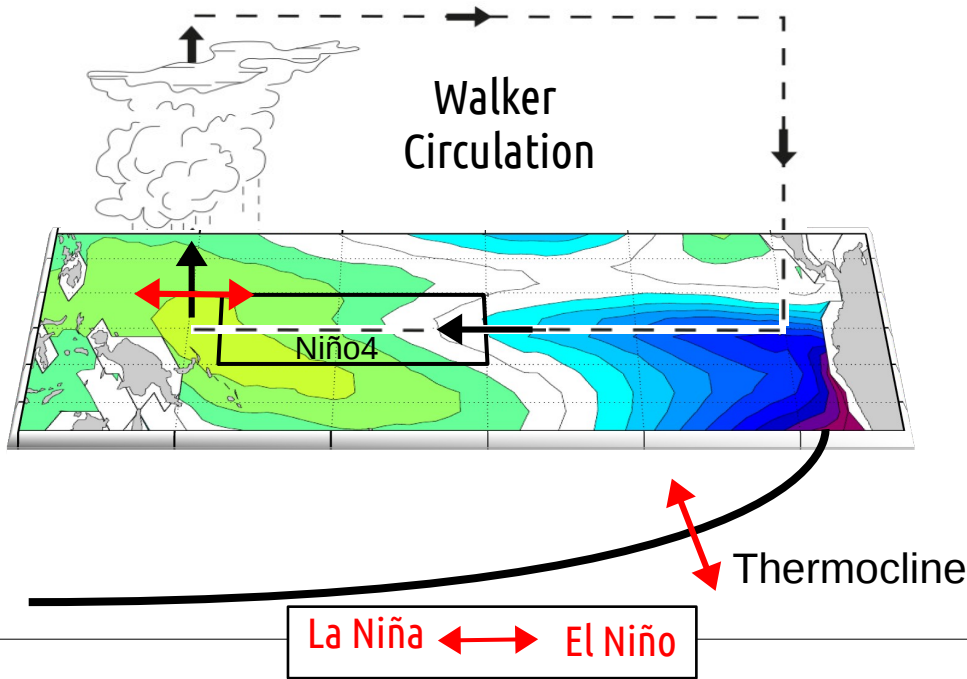 Walker
Circulation
Niño4
Thermocline
La Niña El Niño